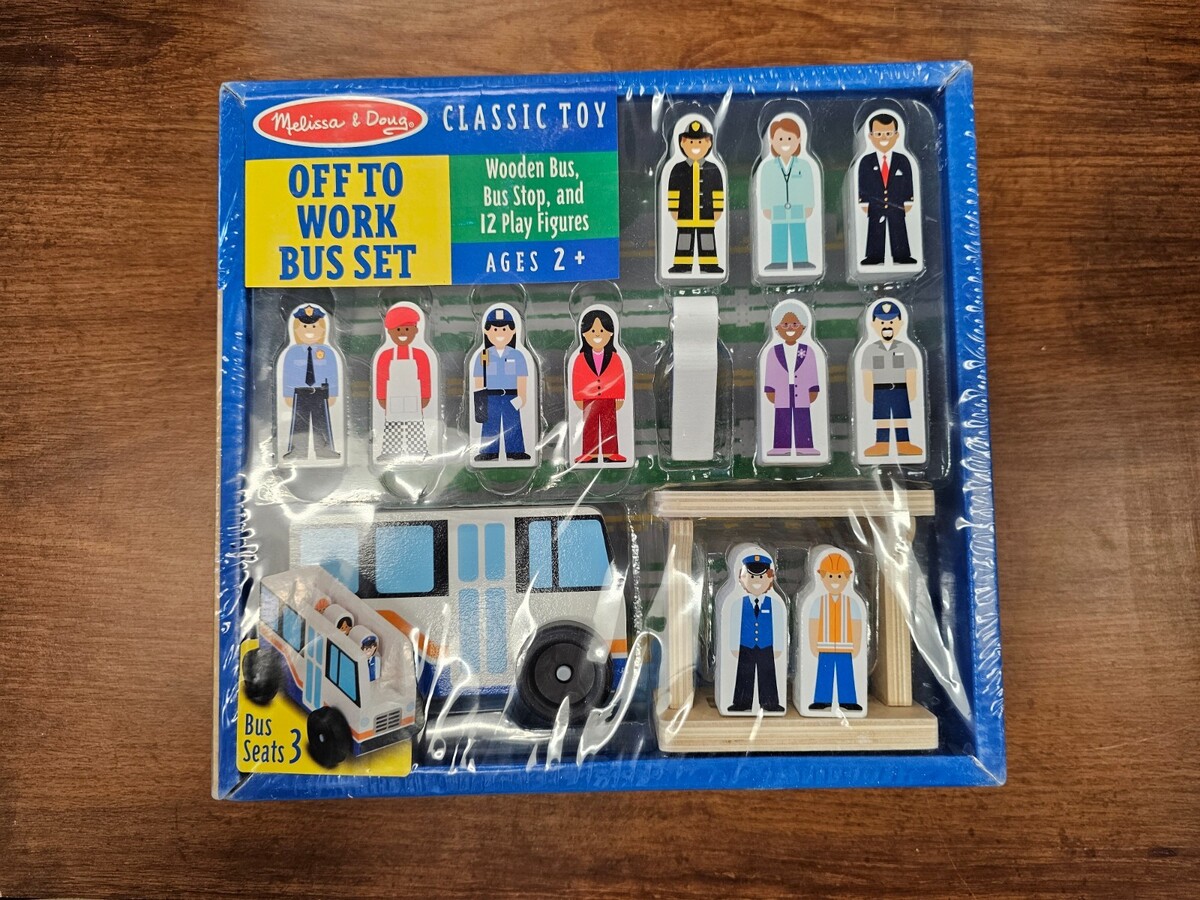 Melissa & Doug®
CLASSIC TOY
OFF TO
WORK
BUS SET
Wooden Bus,
Bus Stop, and
12 Play Figures
AGES 2+
Bus
Seats 3